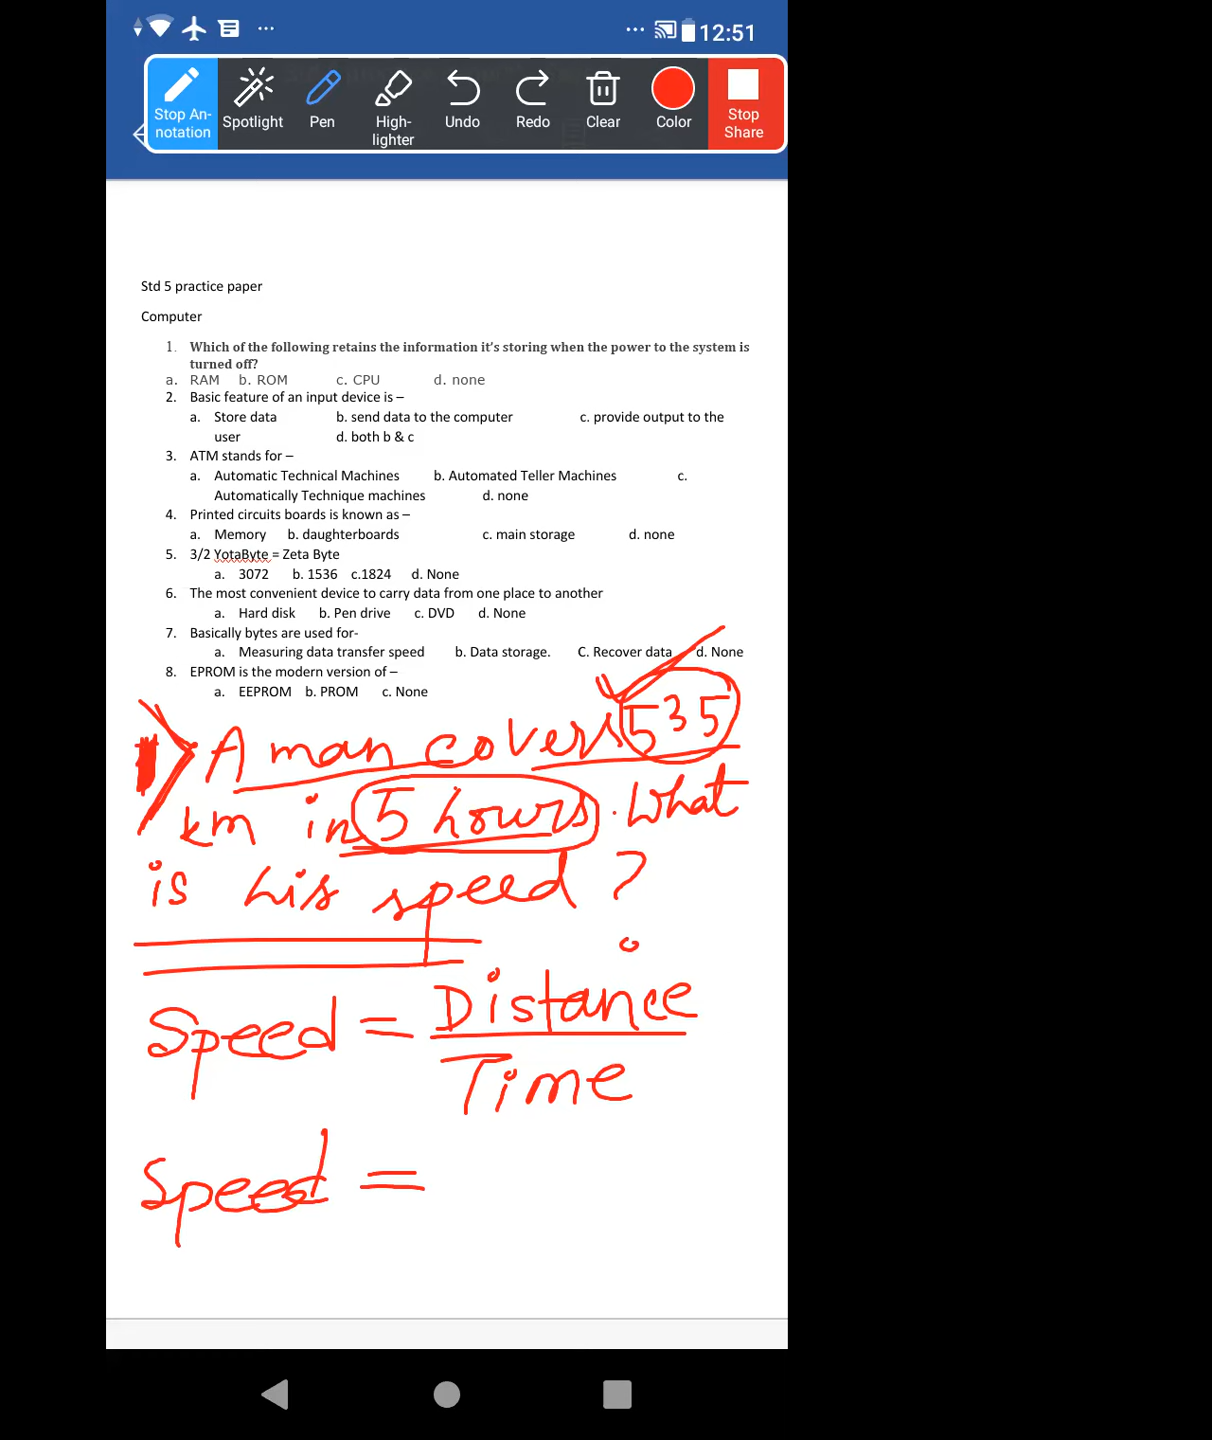 ... ... 12:51
Stop An- Spotlight Pen High- Undo Redo Clear Color Stop
notation lighter Share
Std 5 practice paper
Computer
1. Which of the following retains the information it's storing when the power to the system is
turned off?
a. RAM b. ROM c. CPU d. none
2. Basic feature of an input device is –
a. Store data b. send data to the computer c. provide output to the
user d. both b & c
3. ATM stands for –
a. Automatic Technical Machines b. Automated Teller Machines c.
Automatically Technique machines d. none
4. Printed circuits boards is known as –
a. Memory b. daughterboards c. main storage d. none
5. 3/2 YotaByte = Zeta Byte
a. 3072 b. 1536 c.1824 d. None
6. The most convenient device to carry data from one place to another
a. Hard disk b. Pen drive c. DVD d. None
7. Basically bytes are used for-
a. Measuring data transfer speed b. Data storage. C. Recover data d. None
8. EPROM is the modern version of –
a. EEPROM b. PROM c. None
1) A man covers 535
km in 5 hours. What
is his speed ?
Speed = Distance
Time
Speed =